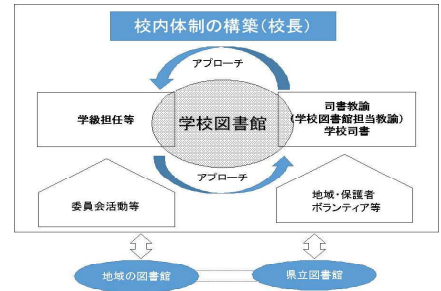 校内体制の構築(校長)
アプローチ
学級担任等
学校図書館
司書教諭
(学校図書館担当教諭)
学校司書
アプローチ
委員会活動等
地域・保護者
ボランティア等
地域の図書館
県立図書館